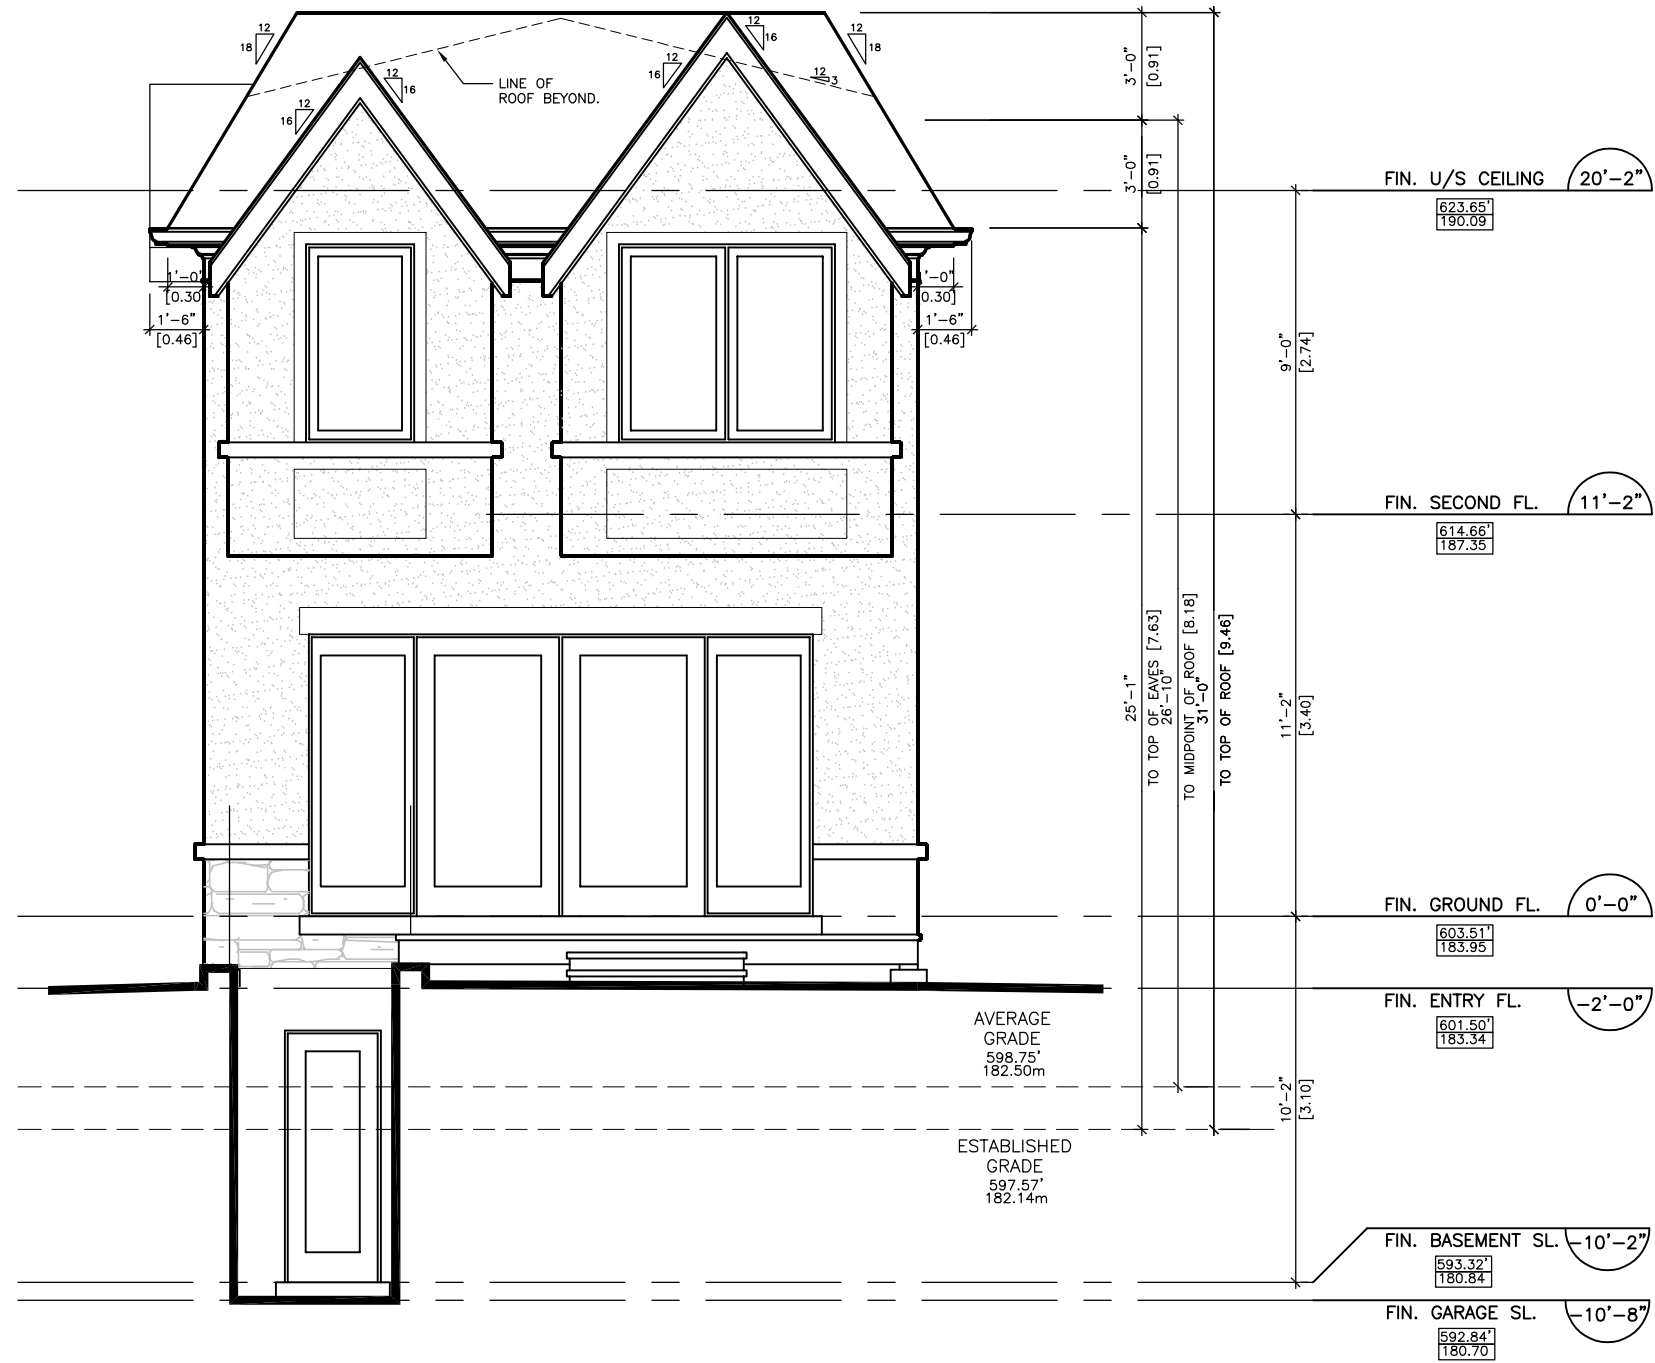 12
18
12
16
12
16
LINE OF
ROOF BEYOND.
12
16
12
16
12
3
12
18
3'-0"
[0.91]
3'-0"
[0.91]
1'-0"
[0.30]
1'-6"
[0.46]
1'-0"
[0.30]
1'-6"
[0.46]
FIN. U/S CEILING 20'-2"
623.65'
190.09
9'-0"
[2.74]
FIN. SECOND FL. 11'-2"
614.66'
187.35
25'-1"
TO TOP OF EAVES [7.63]
26'-10"
TO MIDPOINT OF ROOF [8.18]
31'-0"
TO TOP OF ROOF [9.46]
11'-2"
[3.40]
FIN. GROUND FL. 0'-0"
603.51'
183.95
FIN. ENTRY FL. -2'-0"
601.50'
183.34
AVERAGE
GRADE
598.75'
182.50m
10'-2"
[3.10]
ESTABLISHED
GRADE
597.57'
182.14m
FIN. BASEMENT SL. -10'-2"
593.32'
180.84
FIN. GARAGE SL. -10'-8"
592.84'
180.70